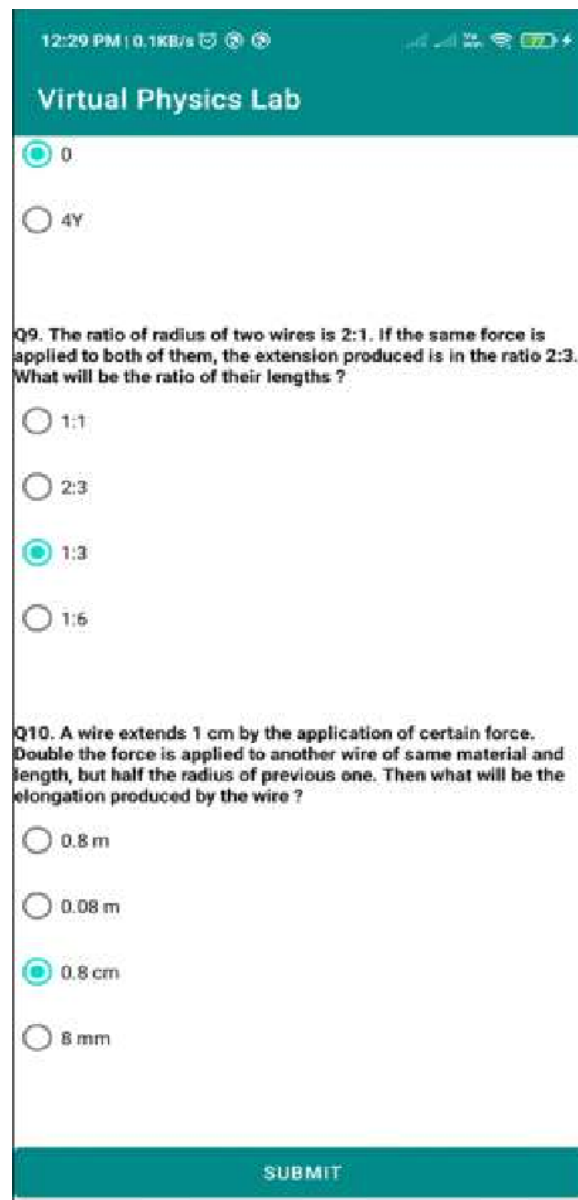 12:29 PM | 0.1KB/s
77
Virtual Physics Lab
0
4Y
Q9. The ratio of radius of two wires is 2:1. If the same force is
applied to both of them, the extension produced is in the ratio 2:3.
What will be the ratio of their lengths ?
1:1
2:3
1:3
1:6
Q10. A wire extends 1 cm by the application of certain force.
Double the force is applied to another wire of same material and
length, but half the radius of previous one. Then what will be the
elongation produced by the wire ?
0.8 m
0.08 m
0.8 cm
8 mm
SUBMIT